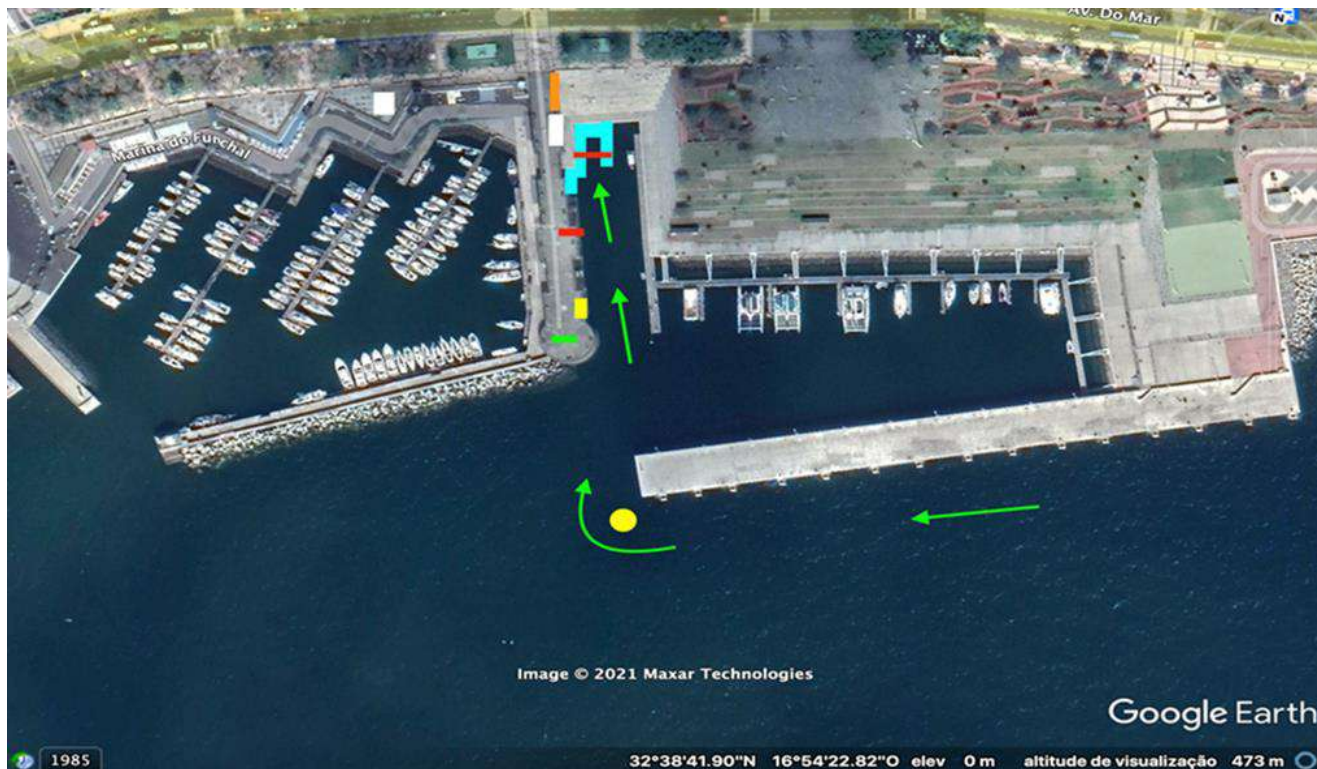 Av. Do Mar
N
Marina do Funchal
Image © 2021 Maxar Technologies
Google Earth
1985
32°38'41.90"N 16°54'22.82"O elev 0 m altitude de visualização 473 m